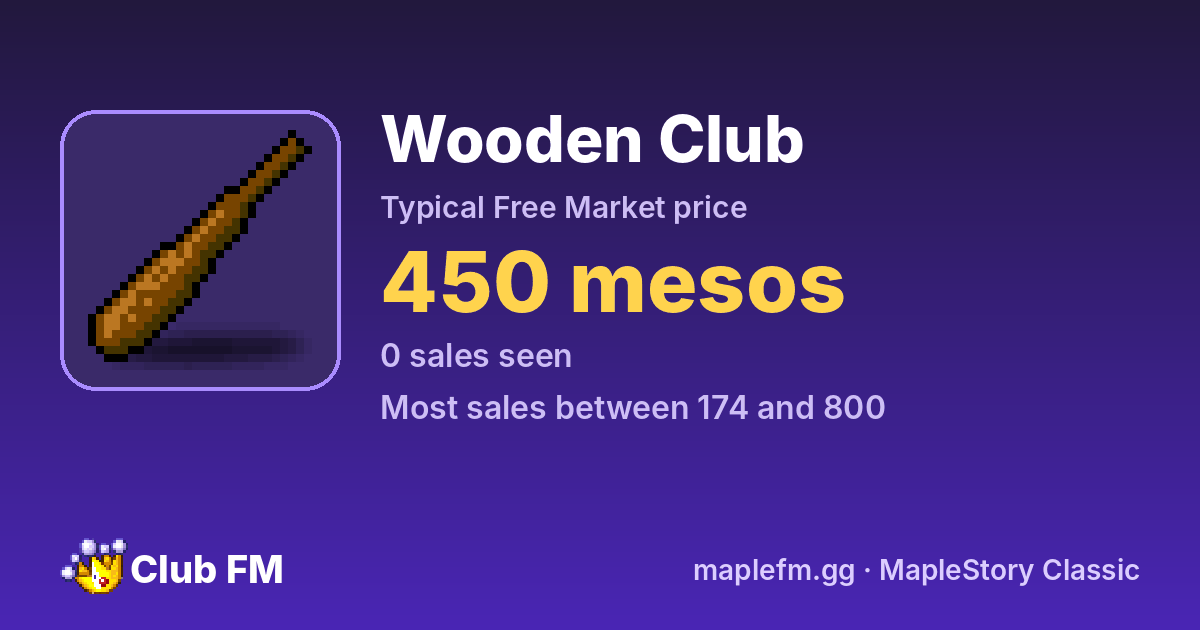 Wooden Club
Typical Free Market price
450 mesos
0 sales seen
Most sales between 174 and 800
Club FM
maplefm.gg · MapleStory Classic